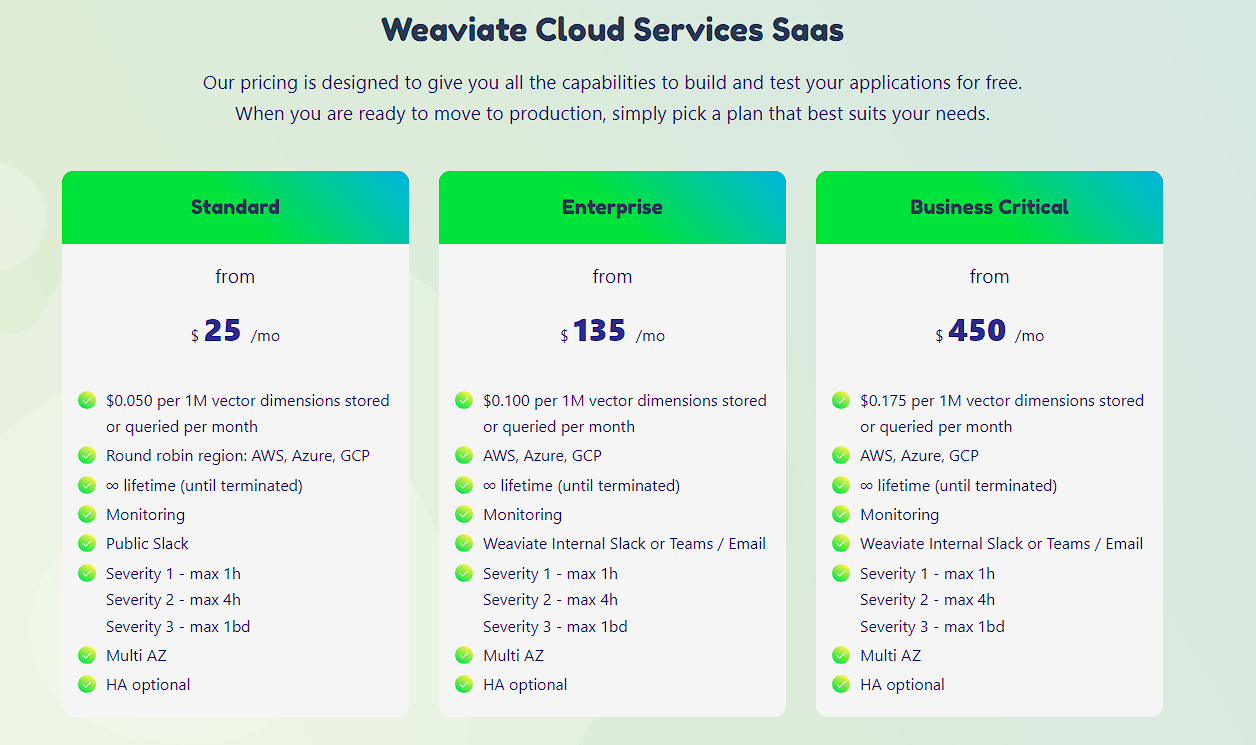 Weaviate Cloud Services Saas
Our pricing is designed to give you all the capabilities to build and test your applications for free.
When you are ready to move to production, simply pick a plan that best suits your needs.
Standard
from
$ 25 /mo
$0.050 per 1M vector dimensions stored
or queried per month
Round robin region: AWS, Azure, GCP
∞ lifetime (until terminated)
Monitoring
Public Slack
Severity 1 - max 1h
Severity 2 - max 4h
Severity 3 - max 1bd
Multi AZ
HA optional
Enterprise
from
$ 135 /mo
$0.100 per 1M vector dimensions stored
or queried per month
AWS, Azure, GCP
∞ lifetime (until terminated)
Monitoring
Weaviate Internal Slack or Teams / Email
Severity 1 - max 1h
Severity 2 - max 4h
Severity 3 - max 1bd
Multi AZ
HA optional
Business Critical
from
$ 450 /mo
$0.175 per 1M vector dimensions stored
or queried per month
AWS, Azure, GCP
∞ lifetime (until terminated)
Monitoring
Weaviate Internal Slack or Teams / Email
Severity 1 - max 1h
Severity 2 - max 4h
Severity 3 - max 1bd
Multi AZ
HA optional